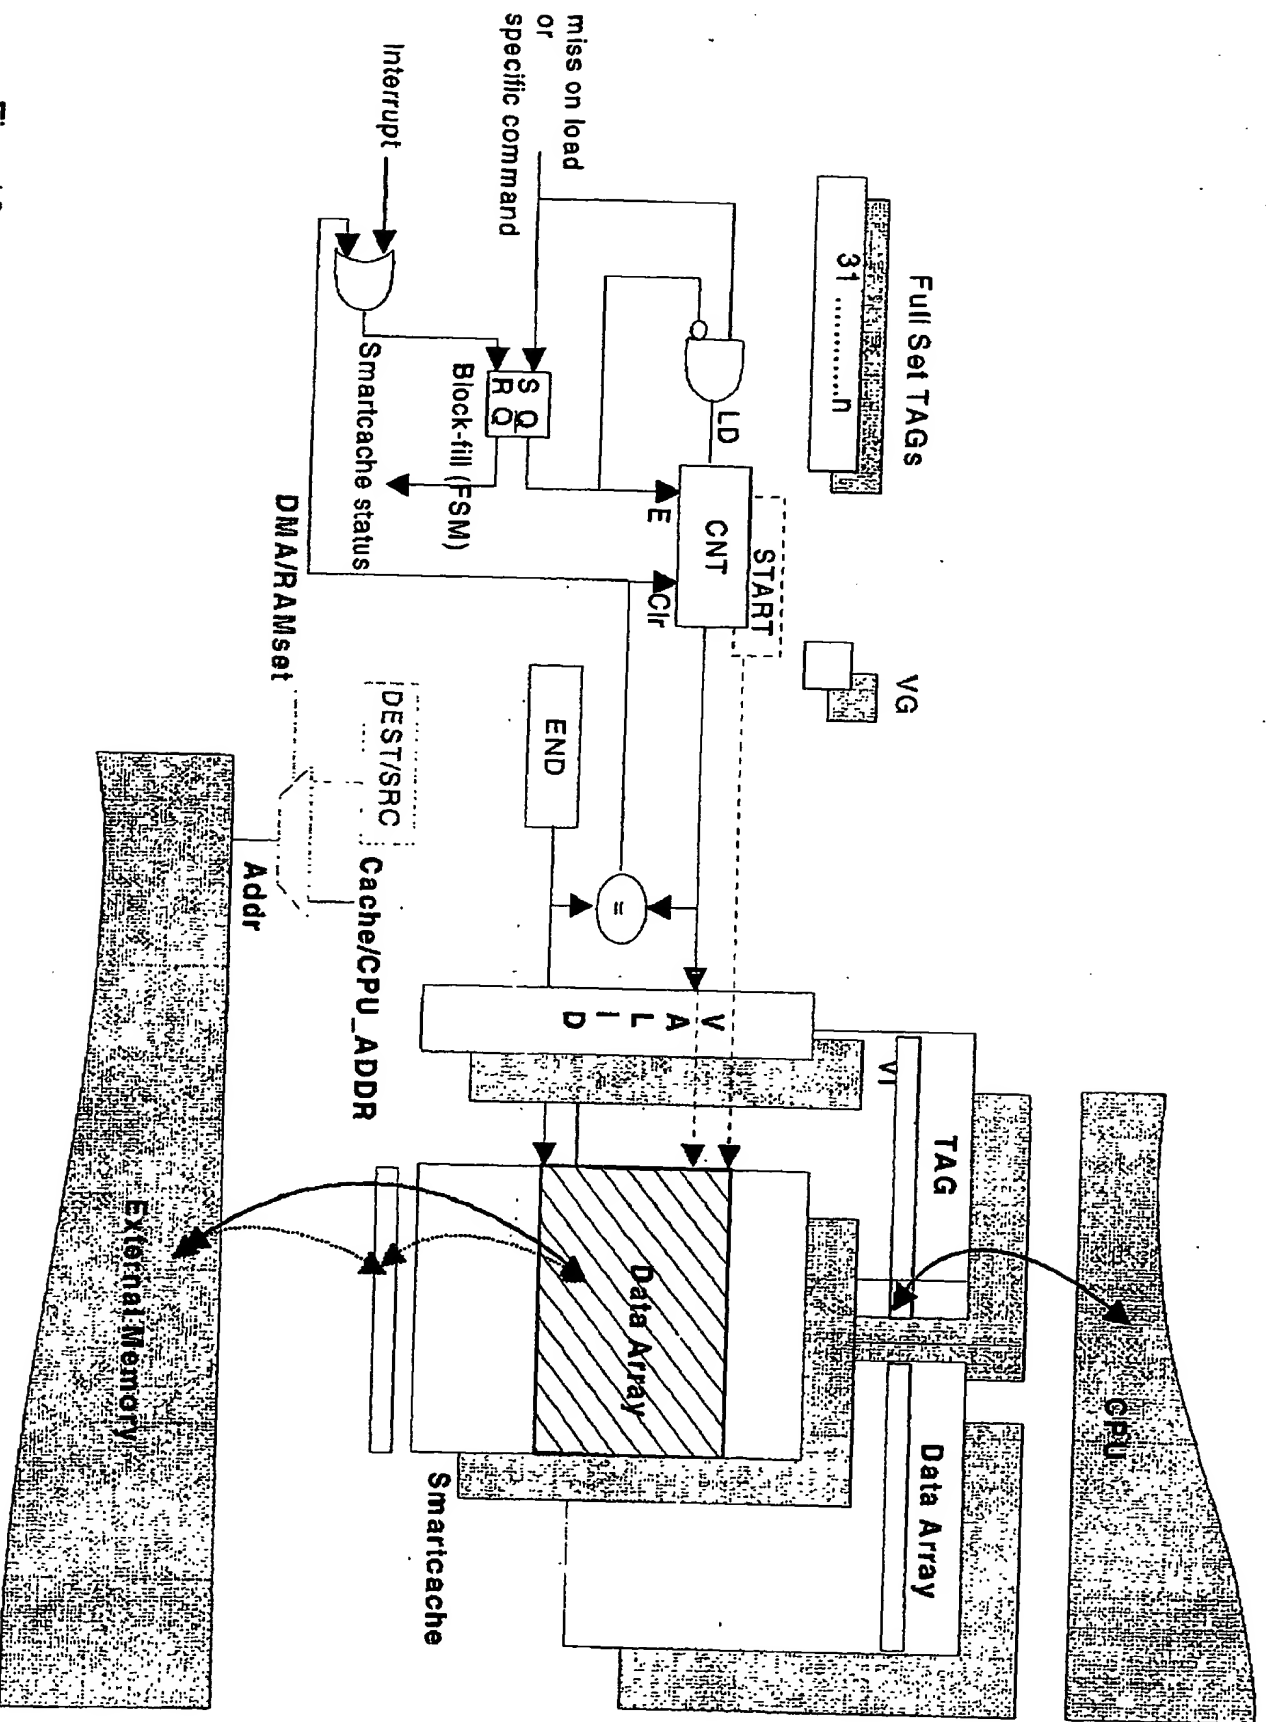 Full Set TAGs
31 ............n
VG
TAG
VI
CPU
Data Array
miss on load
or
specific command
Interrupt
LD
START
CNT
E
Clr
S Q
R Q
Block-fill (FSM)
Smartcache status
END
=
VALID
Data Array
Smartcache
DMA/RAMset
DEST/SRC
Cache/CPU_ADDR
Addr
External Memory